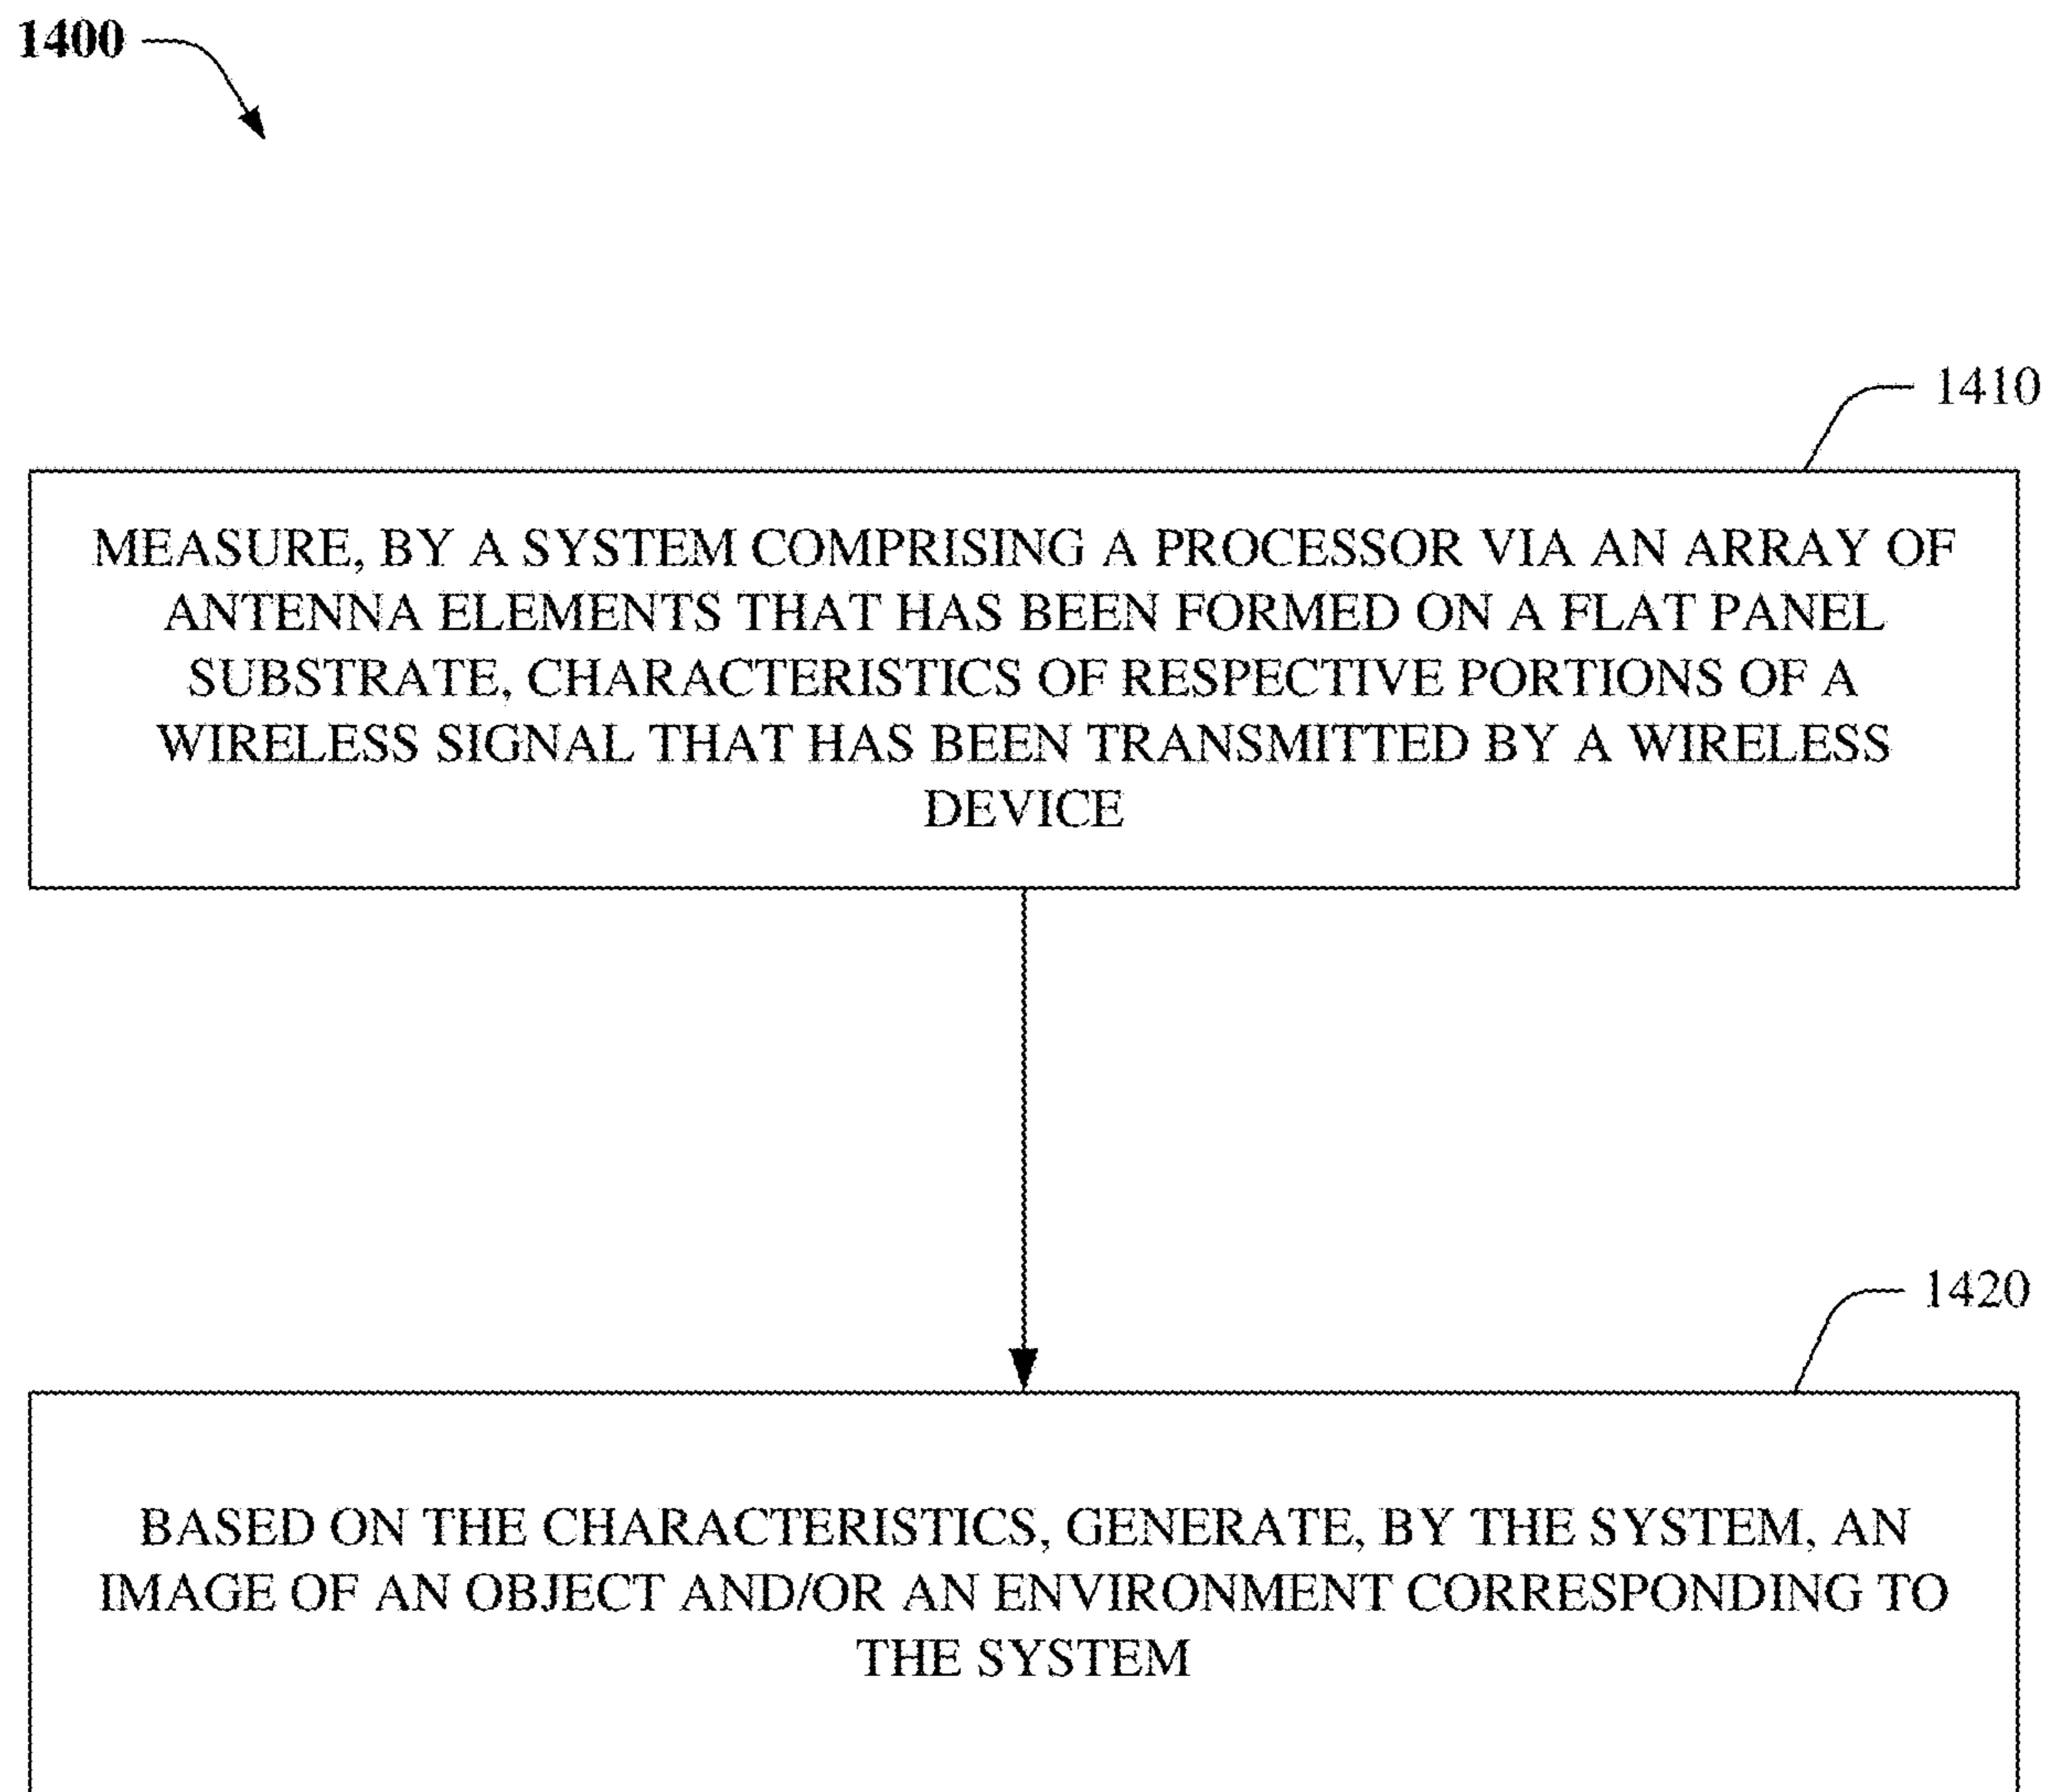 1400
1410
MEASURE, BY A SYSTEM COMPRISING A PROCESSOR VIA AN ARRAY OF
ANTENNA ELEMENTS THAT HAS BEEN FORMED ON A FLAT PANEL
SUBSTRATE, CHARACTERISTICS OF RESPECTIVE PORTIONS OF A
WIRELESS SIGNAL THAT HAS BEEN TRANSMITTED BY A WIRELESS
DEVICE
1420
BASED ON THE CHARACTERISTICS, GENERATE, BY THE SYSTEM, AN
IMAGE OF AN OBJECT AND/OR AN ENVIRONMENT CORRESPONDING TO
THE SYSTEM